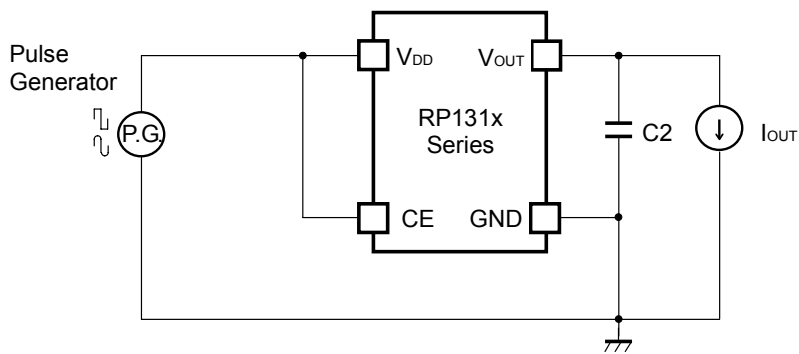 Pulse
Generator
P.G.
VDD
VOUT
RP131x
Series
CE
GND
C2
IOUT